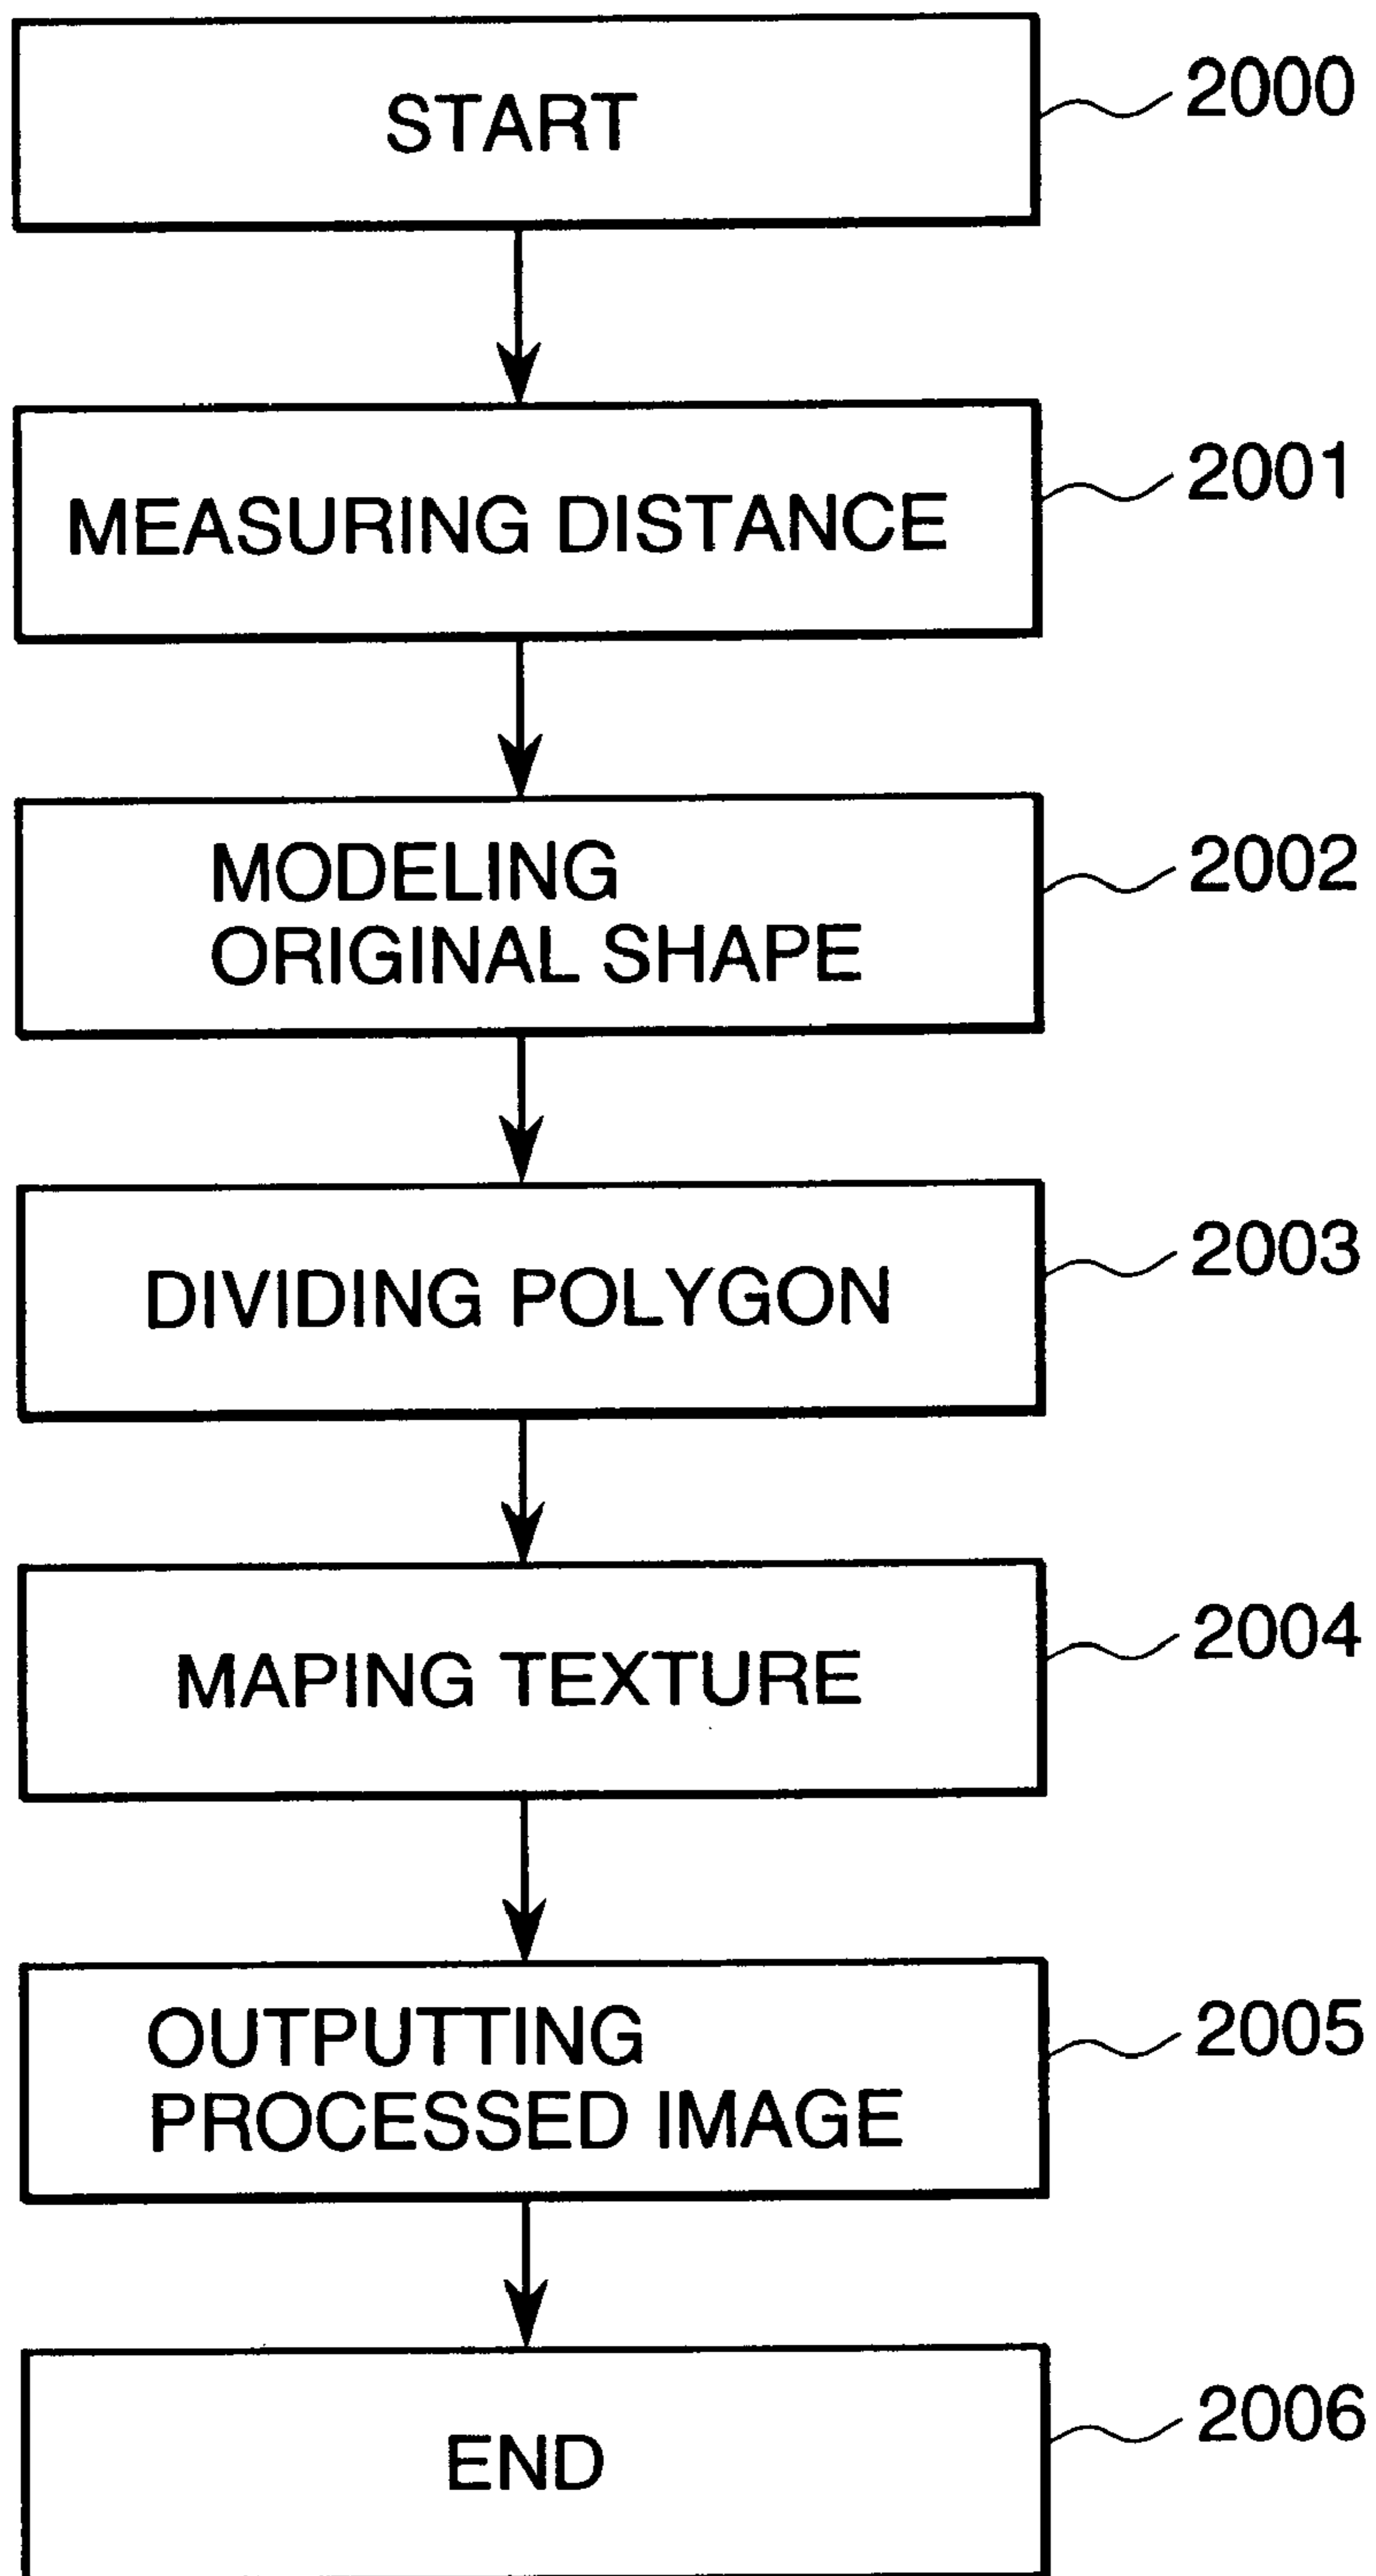 START
2000
MEASURING DISTANCE
2001
MODELING
ORIGINAL SHAPE
2002
DIVIDING POLYGON
2003
MAPING TEXTURE
2004
OUTPUTTING
PROCESSED IMAGE
2005
END
2006